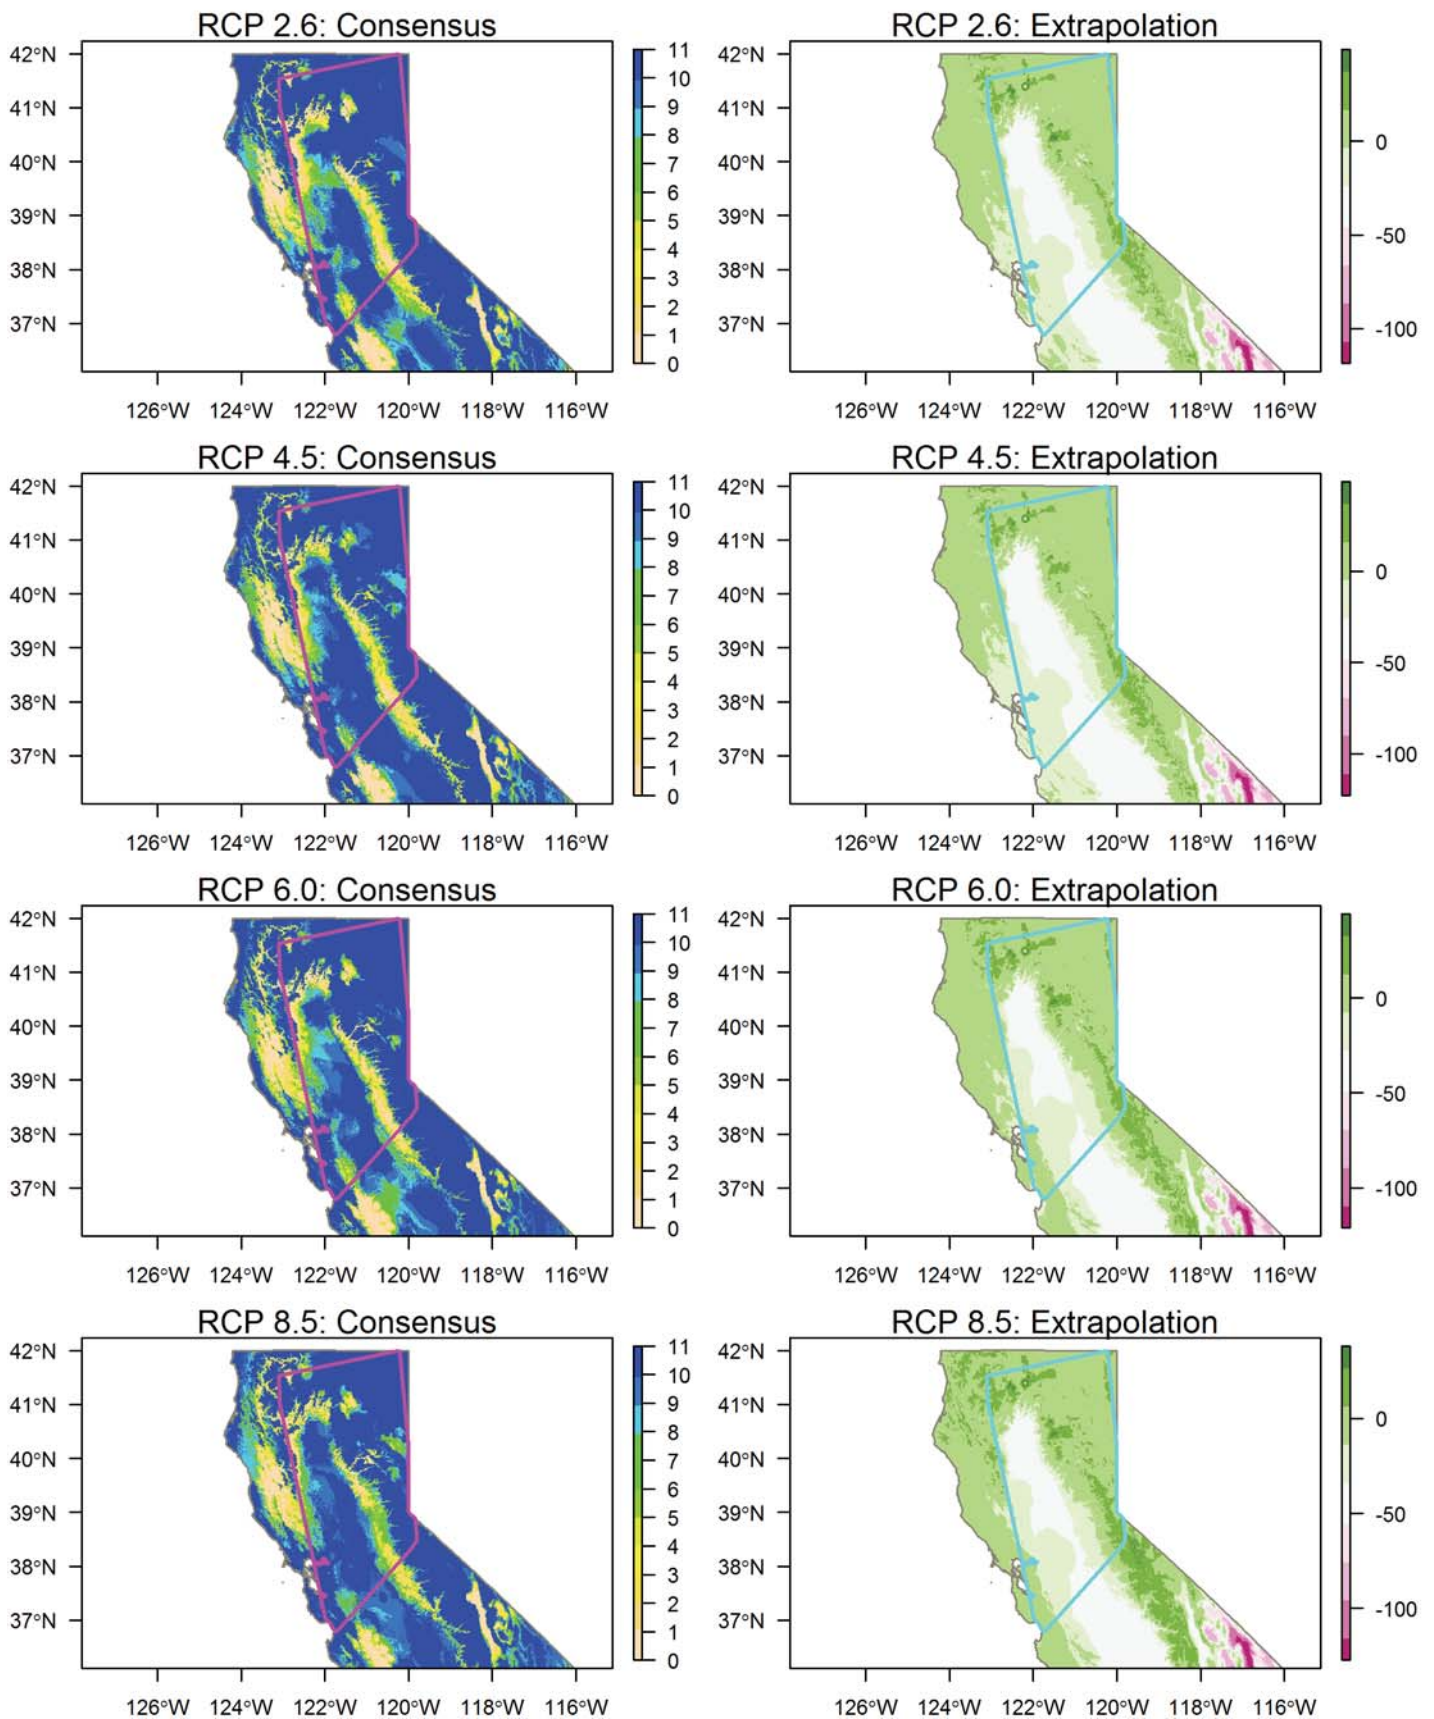 RCP 2.6: Consensus
42°N
41°N
40°N
39°N
38°N
37°N
126°W 124°W 122°W 120°W 118°W 116°W
11
10
9
8
7
6
5
4
3
2
1
0
RCP 2.6: Extrapolation
42°N
41°N
40°N
39°N
38°N
37°N
126°W 124°W 122°W 120°W 118°W 116°W
0
-50
-100
RCP 4.5: Consensus
42°N
41°N
40°N
39°N
38°N
37°N
126°W 124°W 122°W 120°W 118°W 116°W
11
10
9
8
7
6
5
4
3
2
1
0
RCP 4.5: Extrapolation
42°N
41°N
40°N
39°N
38°N
37°N
126°W 124°W 122°W 120°W 118°W 116°W
0
-50
-100
RCP 6.0: Consensus
42°N
41°N
40°N
39°N
38°N
37°N
126°W 124°W 122°W 120°W 118°W 116°W
11
10
9
8
7
6
5
4
3
2
1
0
RCP 6.0: Extrapolation
42°N
41°N
40°N
39°N
38°N
37°N
126°W 124°W 122°W 120°W 118°W 116°W
0
-50
-100
RCP 8.5: Consensus
42°N
41°N
40°N
39°N
38°N
37°N
126°W 124°W 122°W 120°W 118°W 116°W
11
10
9
8
7
6
5
4
3
2
1
0
RCP 8.5: Extrapolation
42°N
41°N
40°N
39°N
38°N
37°N
126°W 124°W 122°W 120°W 118°W 116°W
0
-50
-100